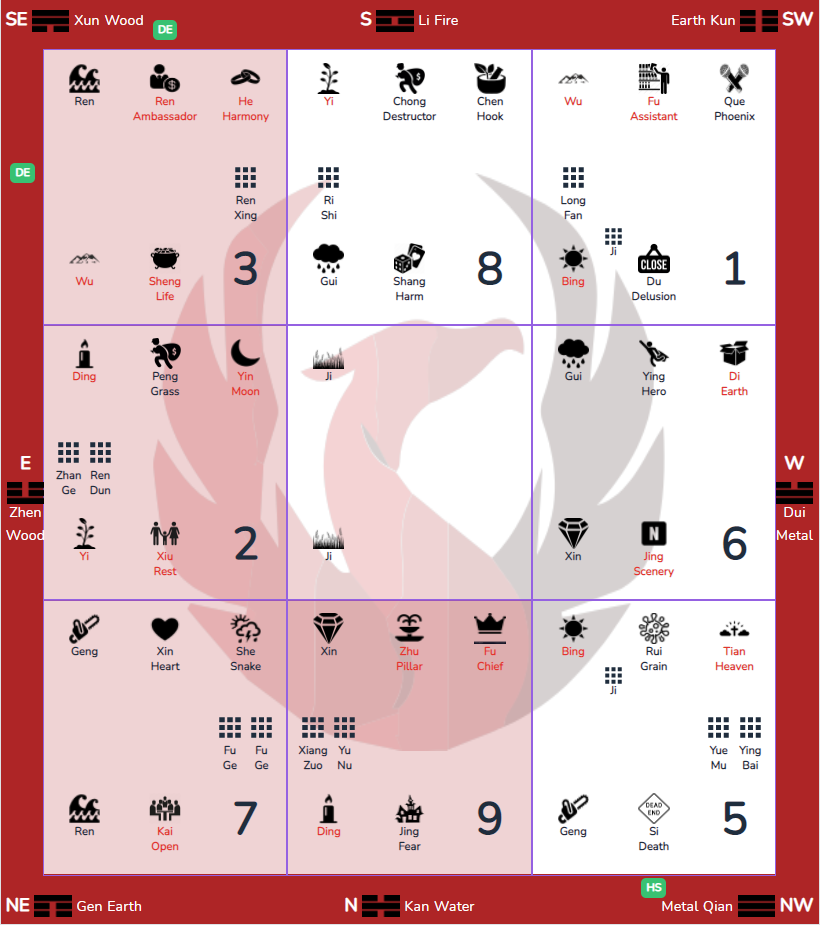 SE Xun Wood S Li Fire Earth Kun SW
DE
Ren Ren He Yi Chong Chen Wu Fu Que
Ambassador Harmony Destructor Hook Assistant Phoenix
DE
Ren Ri Long
Xing Shi Fan
Ji
Wu Sheng 3 Gui Shang 8 Bing Du 1
Life Harm CLOSE Delusion
Ding Peng Yin Ji Gui Ying Di
Grass Moon Hero Earth
E W
Zhan Ren
Ge Dun
Zhen Dui
Wood Metal
Yi Xiu 2 Ji Xin N Jing 6
Rest Scenery
Geng Xin She Xin Zhu Fu Bing Rui Tian
Heart Snake Pillar Chief Grain Heaven
Ji
Fu Fu Xiang Yu Yue Ying
Ge Ge Zuo Nu Mu Bai
DEAD
END
Ren Kai 7 Ding Jing 9 Geng Si 5
Open Fear Death
HS
NE Gen Earth N Kan Water Metal Qian NW